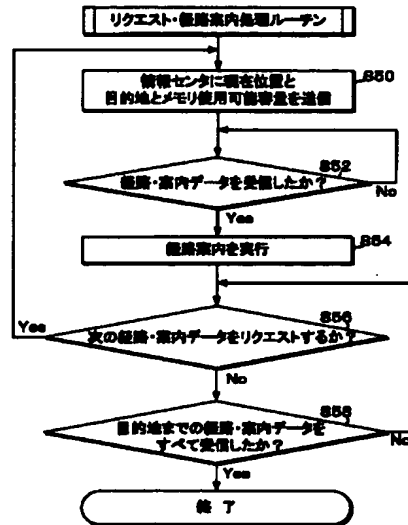 リクエスト・経路案内処理ルーチン
S50
情報センタに現在位置と
目的地とメモリ使用可能容量を送信
S52
経路・案内データを受信したか？
No
Yes
S54
経路案内を実行
S56
次の経路・案内データをリクエストするか？
Yes
No
S58
目的地までの経路・案内データを
すべて受信したか？
No
Yes
終了